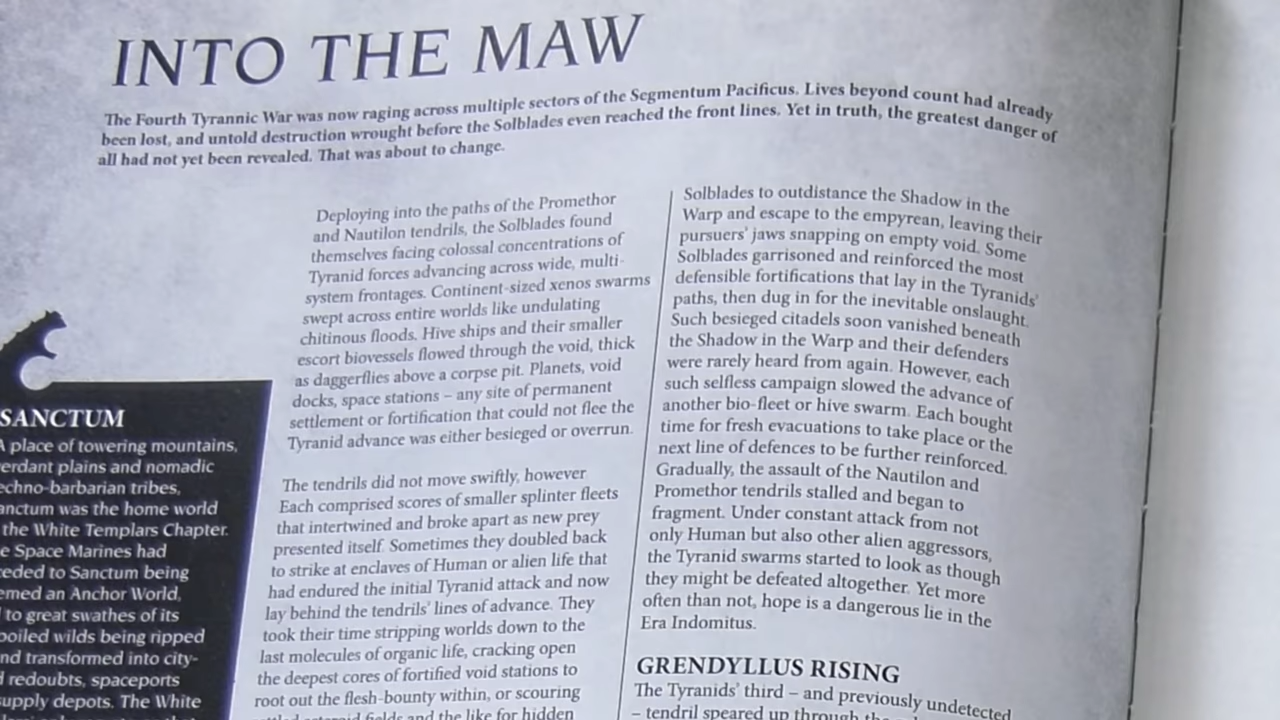 INTO THE MAW
The Fourth Tyrannic War was now raging across multiple sectors of the Segmentum Pacificus. Lives beyond count had already
been lost, and untold destruction wrought before the Solblades even reached the front lines. Yet in truth, the greatest danger of
all had not yet been revealed. That was about to change.
SANCTUM
A place of towering mountains,
erdant plains and nomadic
echno-barbarian tribes,
anctum was the home world
the White Templars Chapter.
e Space Marines had
ceded to Sanctum being
emed an Anchor World,
to great swathes of its
poiled wilds being ripped
nd transformed into city-
d redoubts, spaceports
supply depots. The White
Deploying into the paths of the Promethor
and Nautilon tendrils, the Solblades found
themselves facing colossal concentrations of
Tyranid forces advancing across wide, multi-
system frontages. Continent-sized xenos swarms
swept across entire worlds like undulating
chitinous floods. Hive ships and their smaller
escort biovessels flowed through the void, thick
as daggerflies above a corpse pit. Planets, void
docks, space stations – any site of permanent
settlement or fortification that could not flee the
Tyranid advance was either besieged or overrun.
The tendrils did not move swiftly, however
Each comprised scores of smaller splinter fleets
that intertwined and broke apart as new prey
presented itself. Sometimes they doubled back
to strike at enclaves of Human or alien life that
had endured the initial Tyranid attack and now
lay behind the tendrils' lines of advance. They
took their time stripping worlds down to the
last molecules of organic life, cracking open
the deepest cores of fortified void stations to
root out the flesh-bounty within, or scouring
asteroid fields and the like for hidden
Solblades to outdistance the Shadow in the
Warp and escape to the empyrean, leaving their
pursuers' jaws snapping on empty void. Some
Solblades garrisoned and reinforced the most
defensible fortifications that lay in the Tyranids'
paths, then dug in for the inevitable onslaught.
Such besieged citadels soon vanished beneath
the Shadow in the Warp and their defenders
were rarely heard from again. However, each
such selfless campaign slowed the advance of
another bio-fleet or hive swarm. Each bought
time for fresh evacuations to take place or the
next line of defences to be further reinforced.
Gradually, the assault of the Nautilon and
Promethor tendrils stalled and began to
fragment. Under constant attack from not
only Human but also other alien aggressors,
the Tyranid swarms started to look as though
they might be defeated altogether. Yet more
often than not, hope is a dangerous lie in the
Era Indomitus.
GRENDYLLUS RISING
The Tyranids' third – and previously undetected
– tendril speared up through the